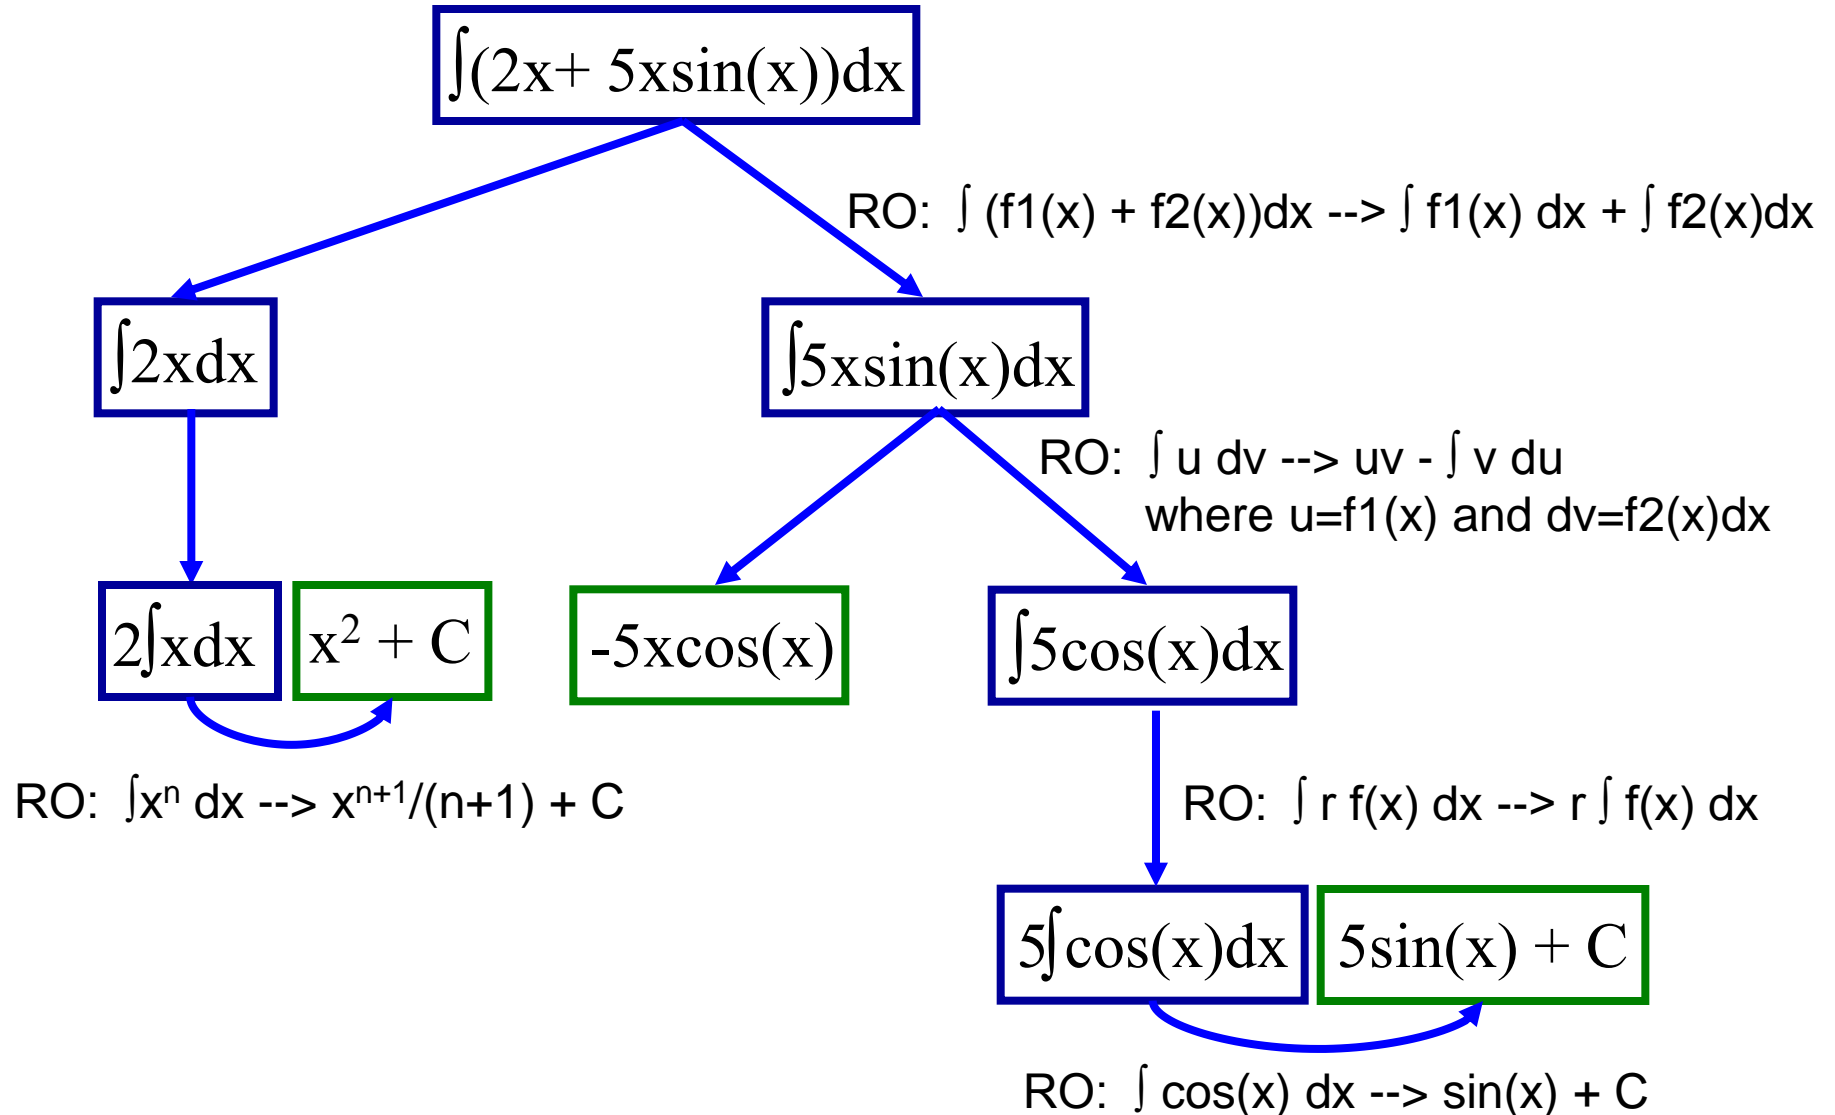 ∫(2x+ 5xsin(x))dx
RO: ∫ (f1(x) + f2(x))dx --> ∫ f1(x) dx + ∫ f2(x)dx
∫2xdx
∫5xsin(x)dx
RO: ∫ u dv --> uv - ∫ v du
where u=f1(x) and dv=f2(x)dx
2∫xdx
x² + C
-5xcos(x)
∫5cos(x)dx
RO: ∫xⁿ dx --> xⁿ⁺¹/(n+1) + C
RO: ∫ r f(x) dx --> r ∫ f(x) dx
5∫cos(x)dx
5sin(x) + C
RO: ∫ cos(x) dx --> sin(x) + C